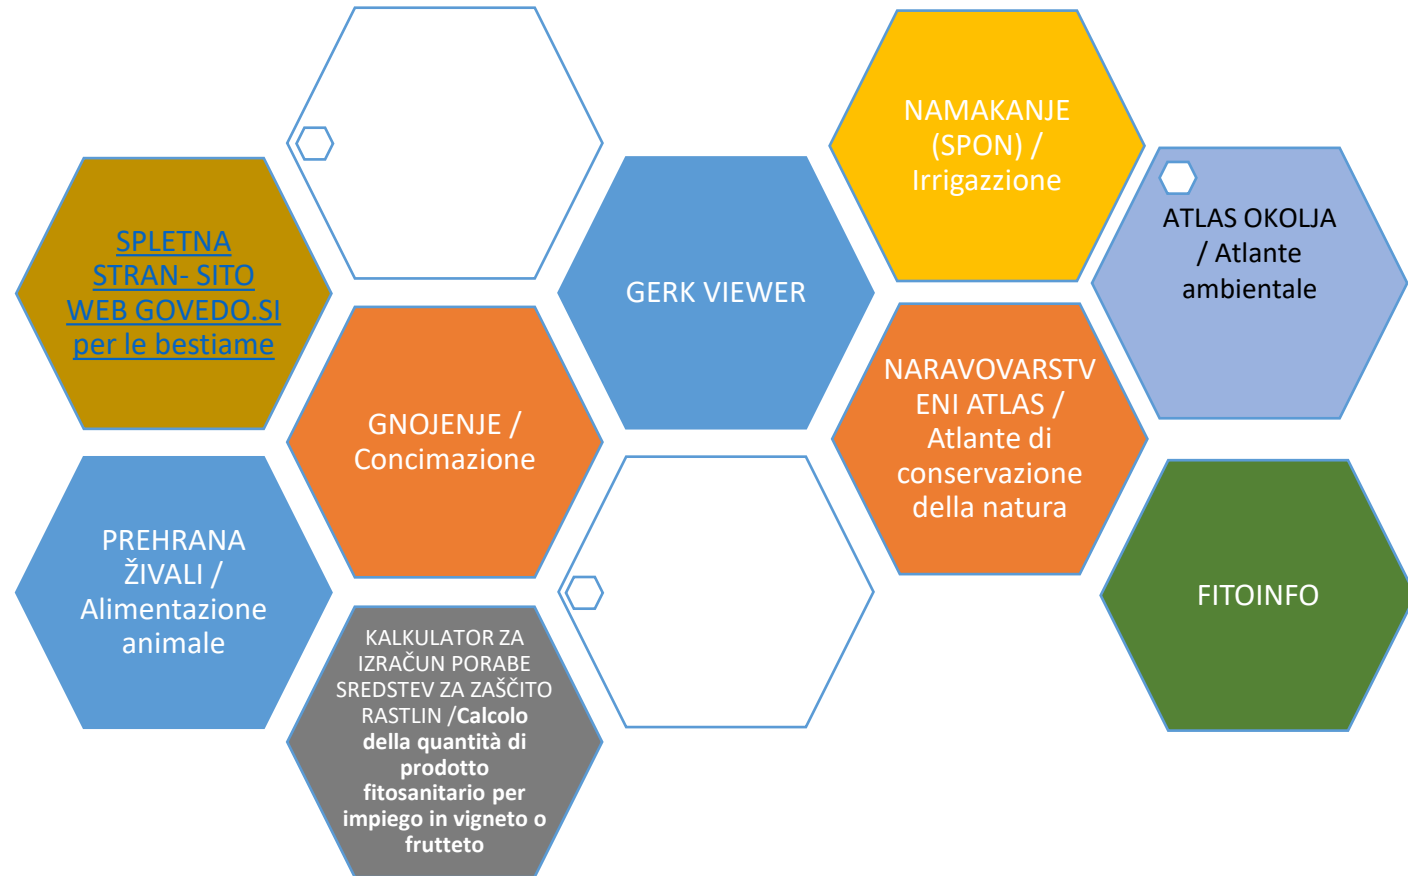 SPLETNA
STRAN- SITO
WEB GOVEDO.SI
per le bestiame
PREHRANA
ŽIVALI /
Alimentazione
animale
GNOJENJE /
Concimazione
KALKULATOR ZA
IZRAČUN PORABE
SREDSTEV ZA ZAŠČITO
RASTLIN /Calcolo
della quantità di
prodotto
fitosanitario per
impiego in vigneto o
frutteto
GERK VIEWER
NAMAKANJE
(SPON) /
Irrigazzione
NARAVOVARSTV
ENI ATLAS /
Atlante di
conservazione
della natura
ATLAS OKOLJA
/ Atlante
ambientale
FITOINFO